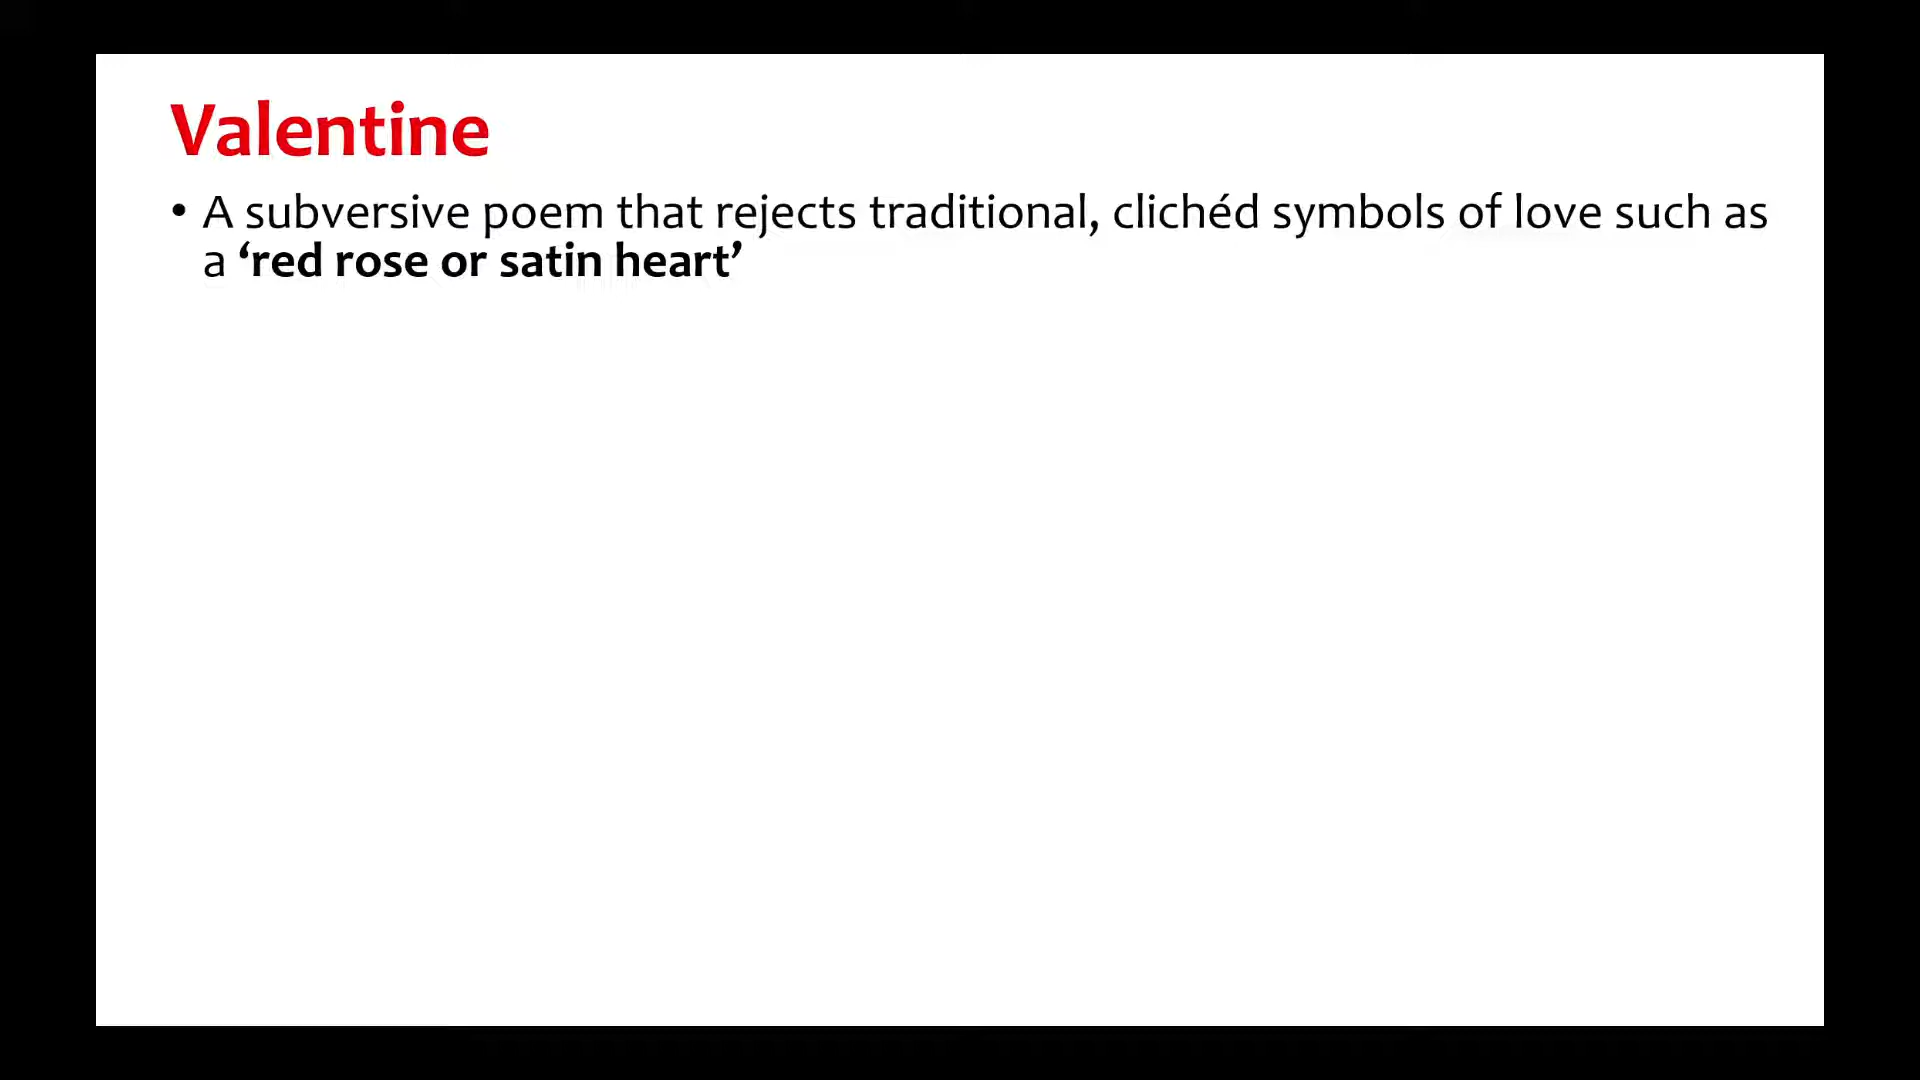 Valentine
• A subversive poem that rejects traditional, clichéd symbols of love such as
a ‘red rose or satin heart’